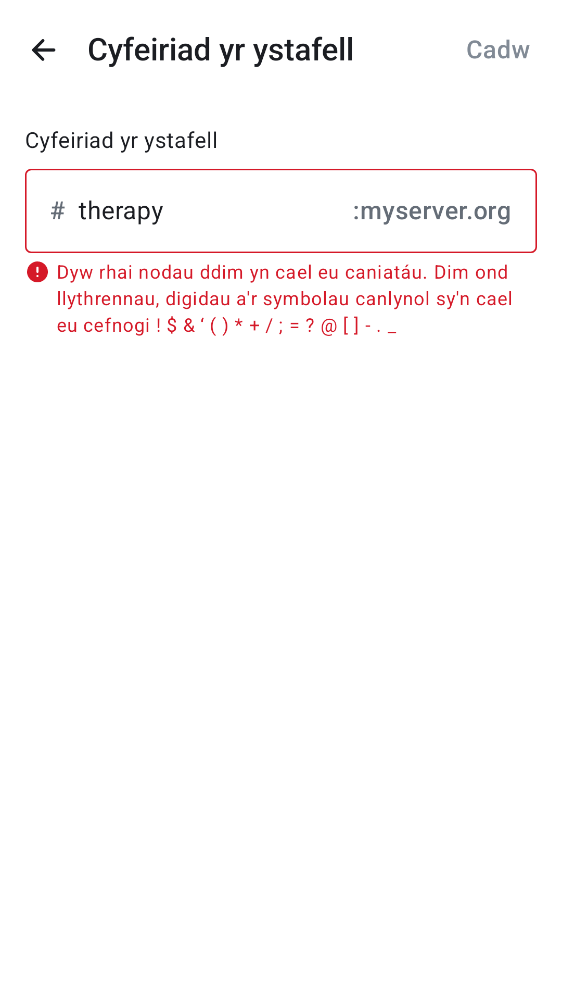 Cyfeiriad yr ystafell
Cadw
Cyfeiriad yr ystafell
# therapy :myserver.org
Dyw rhai nodau ddim yn cael eu caniatáu. Dim ond
llythrennau, digidau a'r symbolau canlynol sy'n cael
eu cefnogi ! $ & ‘ ( ) * + / ; = ? @ [ ] - . _